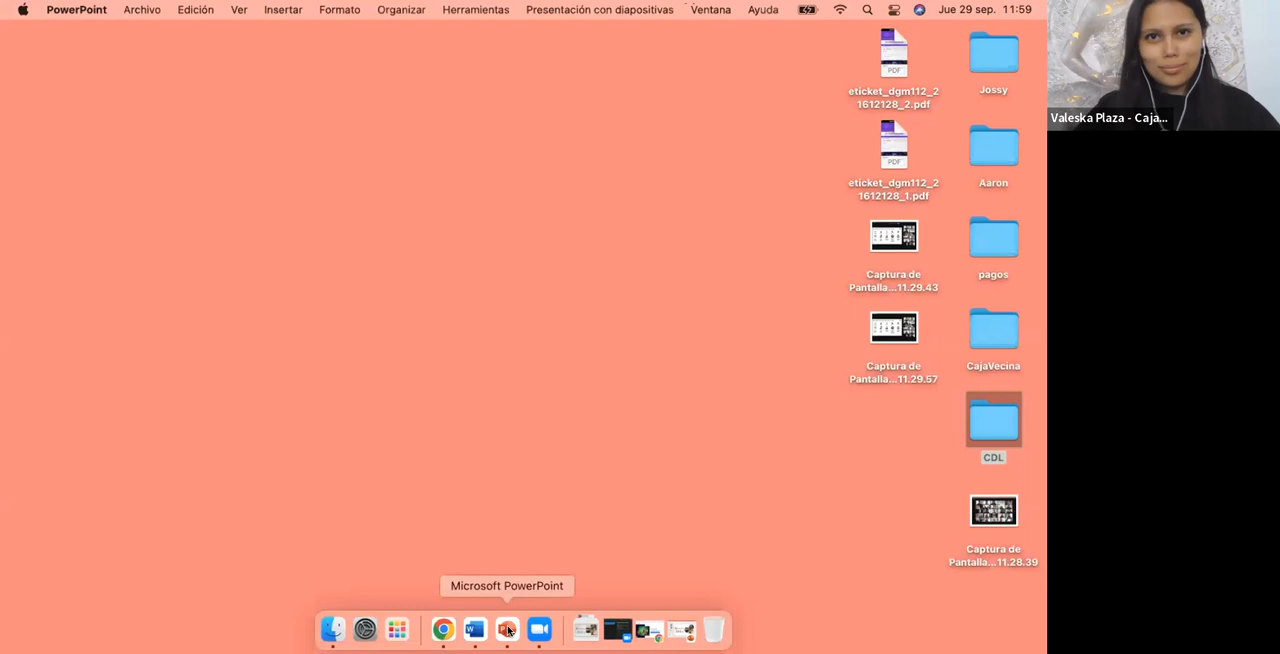 PowerPoint Archivo Edición Ver Insertar Formato Organizar Herramientas Presentación con diapositivas Ventana Ayuda Jue 29 sep. 11:59
Valeska Plaza - Caja...
PDF
eticket_dgm112_2
1612128_2.pdf
Jossy
PDF
eticket_dgm112_2
1612128_1.pdf
Aaron
Captura de
Pantalla...11.29.43
pagos
Captura de
Pantalla...11.29.57
CajaVecina
CDL
Captura de
Pantalla...11.28.39
Microsoft PowerPoint